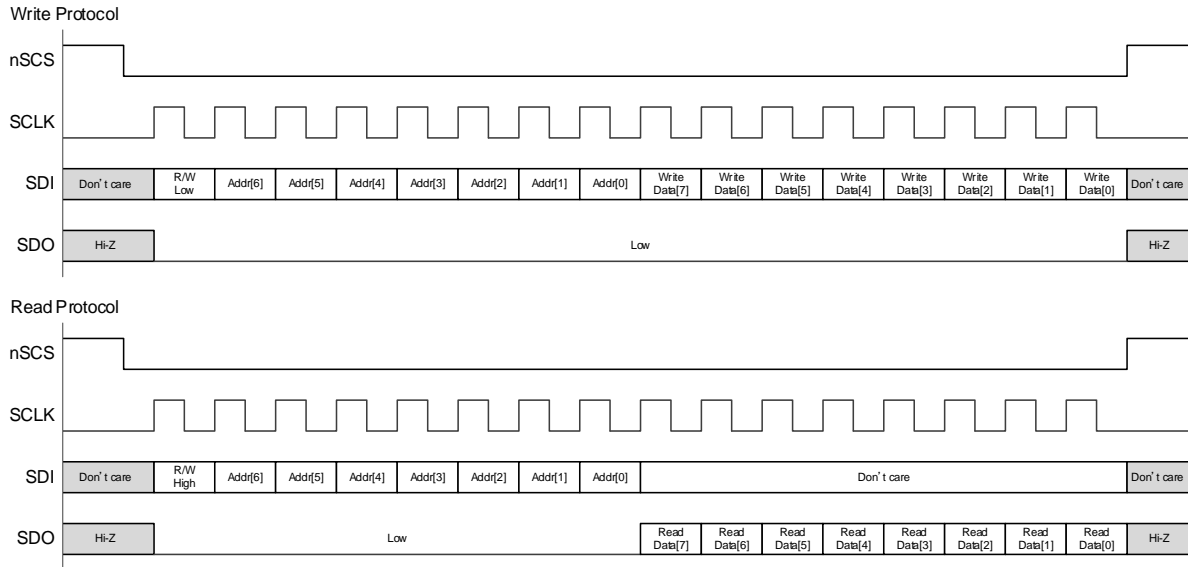 Write Protocol
nSCS
SCLK
SDI Don't care R/W Low Addr[6] Addr[5] Addr[4] Addr[3] Addr[2] Addr[1] Addr[0] Write Data[7] Write Data[6] Write Data[5] Write Data[4] Write Data[3] Write Data[2] Write Data[1] Write Data[0] Don't care
SDO Hi-Z Low Hi-Z
Read Protocol
nSCS
SCLK
SDI Don't care R/W High Addr[6] Addr[5] Addr[4] Addr[3] Addr[2] Addr[1] Addr[0] Don't care Don't care
SDO Hi-Z Low Read Data[7] Read Data[6] Read Data[5] Read Data[4] Read Data[3] Read Data[2] Read Data[1] Read Data[0] Hi-Z